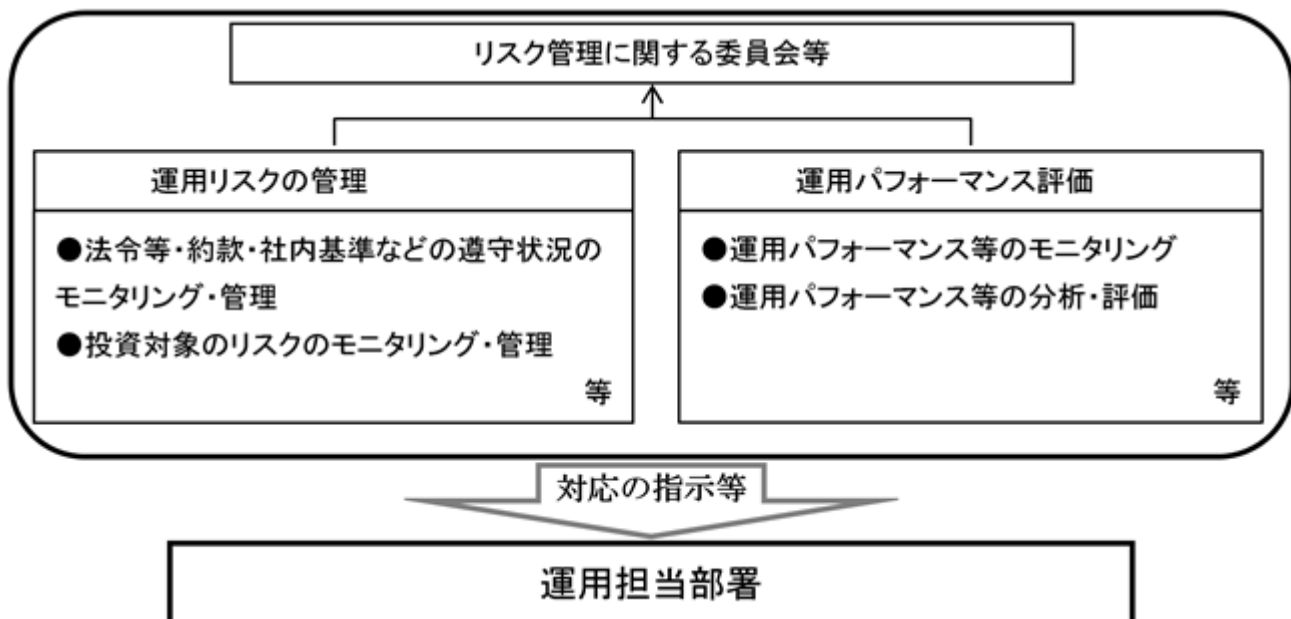 リスク管理に関する委員会等
運用リスクの管理
●法令等・約款・社内基準などの遵守状況の
モニタリング・管理
●投資対象のリスクのモニタリング・管理
等
運用パフォーマンス評価
●運用パフォーマンス等のモニタリング
●運用パフォーマンス等の分析・評価
等
対応の指示等
運用担当部署